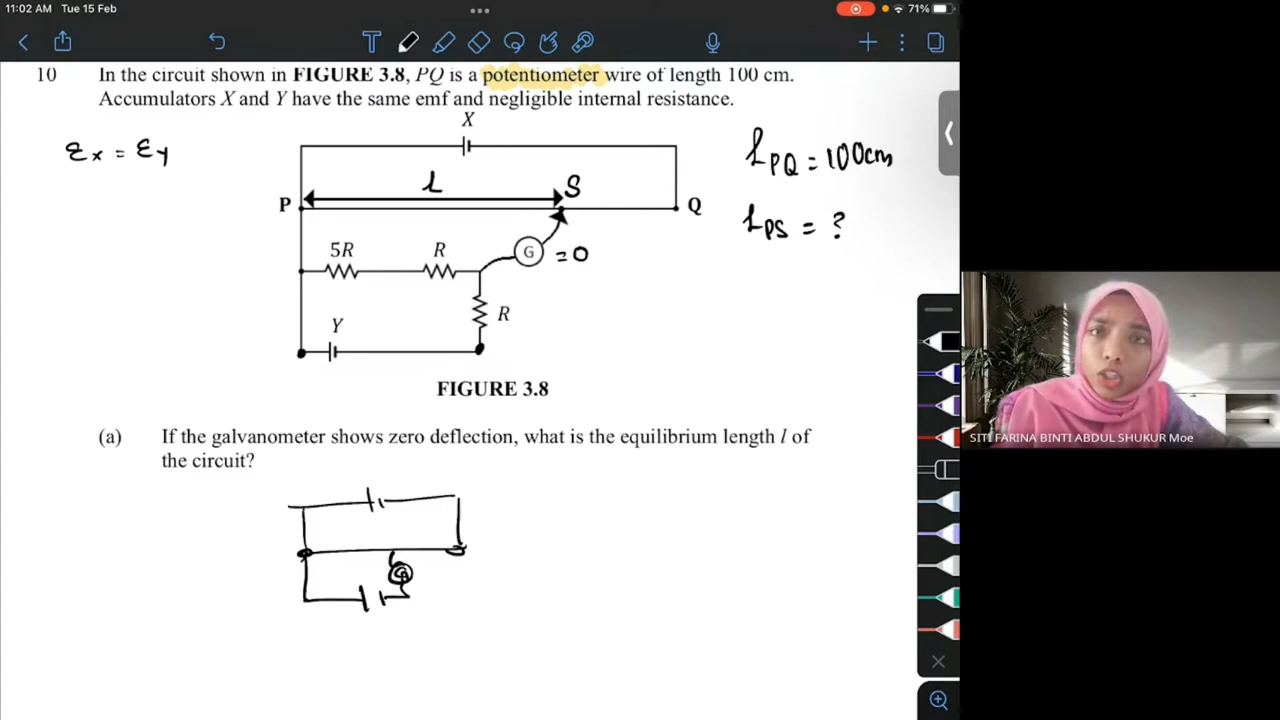 11:02 AM Tue 15 Feb
71%
10 In the circuit shown in FIGURE 3.8, PQ is a potentiometer wire of length 100 cm.
Accumulators X and Y have the same emf and negligible internal resistance.
X
εx = εy
L PQ = 100cm
l
S
P
Q
L PS = ?
5R
R
G
= 0
R
Y
FIGURE 3.8
(a) If the galvanometer shows zero deflection, what is the equilibrium length l of
the circuit?
G
SITI FARINA BINTI ABDUL SHUKUR Moe